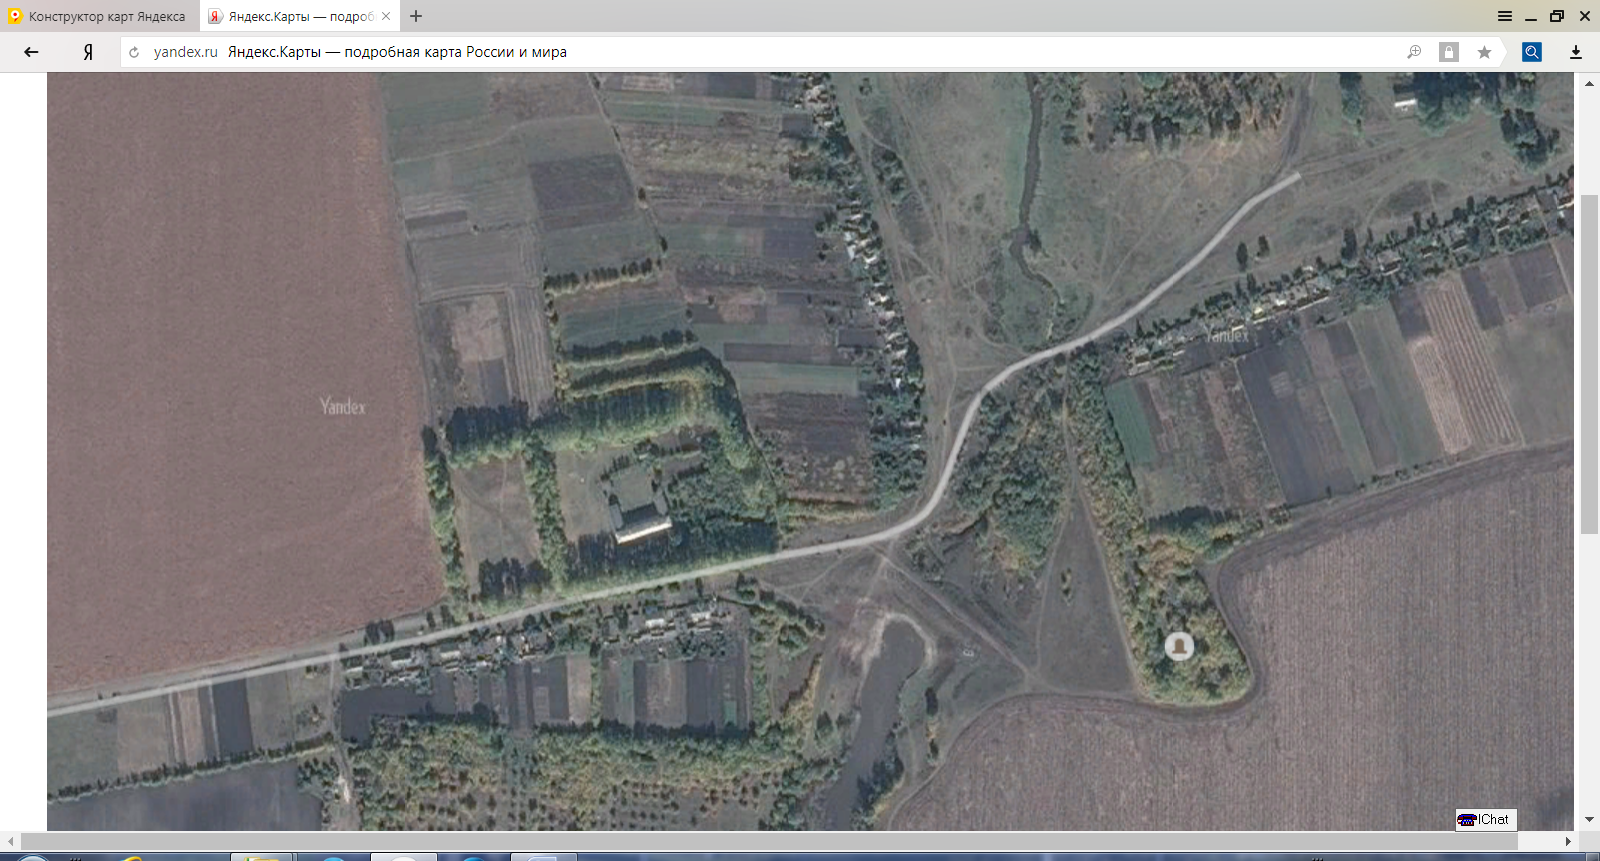 Конструктор карт Яндекса
Яндекс.Карты — подроб
Я
yandex.ru Яндекс.Карты — подробная карта России и мира
Yandex
Yandex
IChat